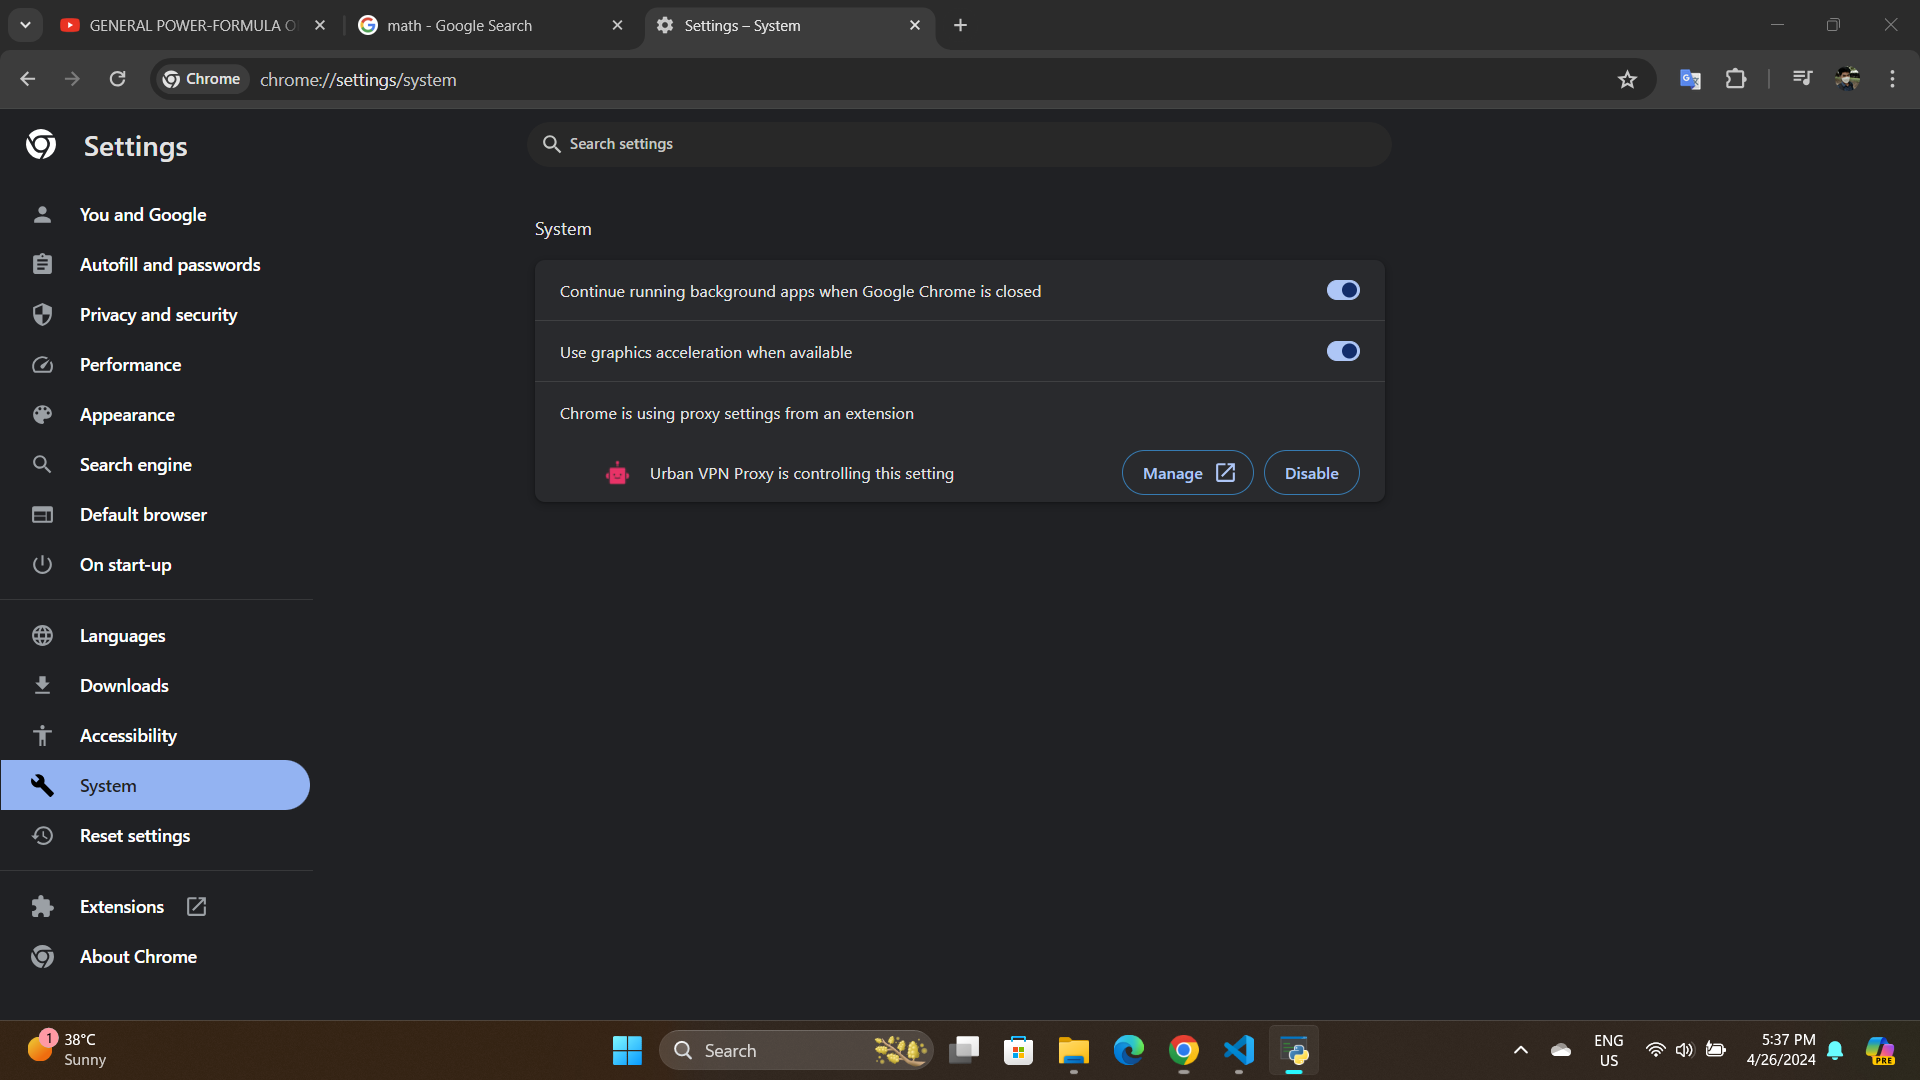 GENERAL POWER-FORMULA O
math - Google Search
Settings – System
Chrome
chrome://settings/system
Settings
Search settings
You and Google
Autofill and passwords
Privacy and security
Performance
Appearance
Search engine
Default browser
On start-up
Languages
Downloads
Accessibility
System
Reset settings
Extensions
About Chrome
System
Continue running background apps when Google Chrome is closed
Use graphics acceleration when available
Chrome is using proxy settings from an extension
Urban VPN Proxy is controlling this setting
Manage
Disable
1
38°C
Sunny
Search
ENG
US
5:37 PM
4/26/2024
PRE